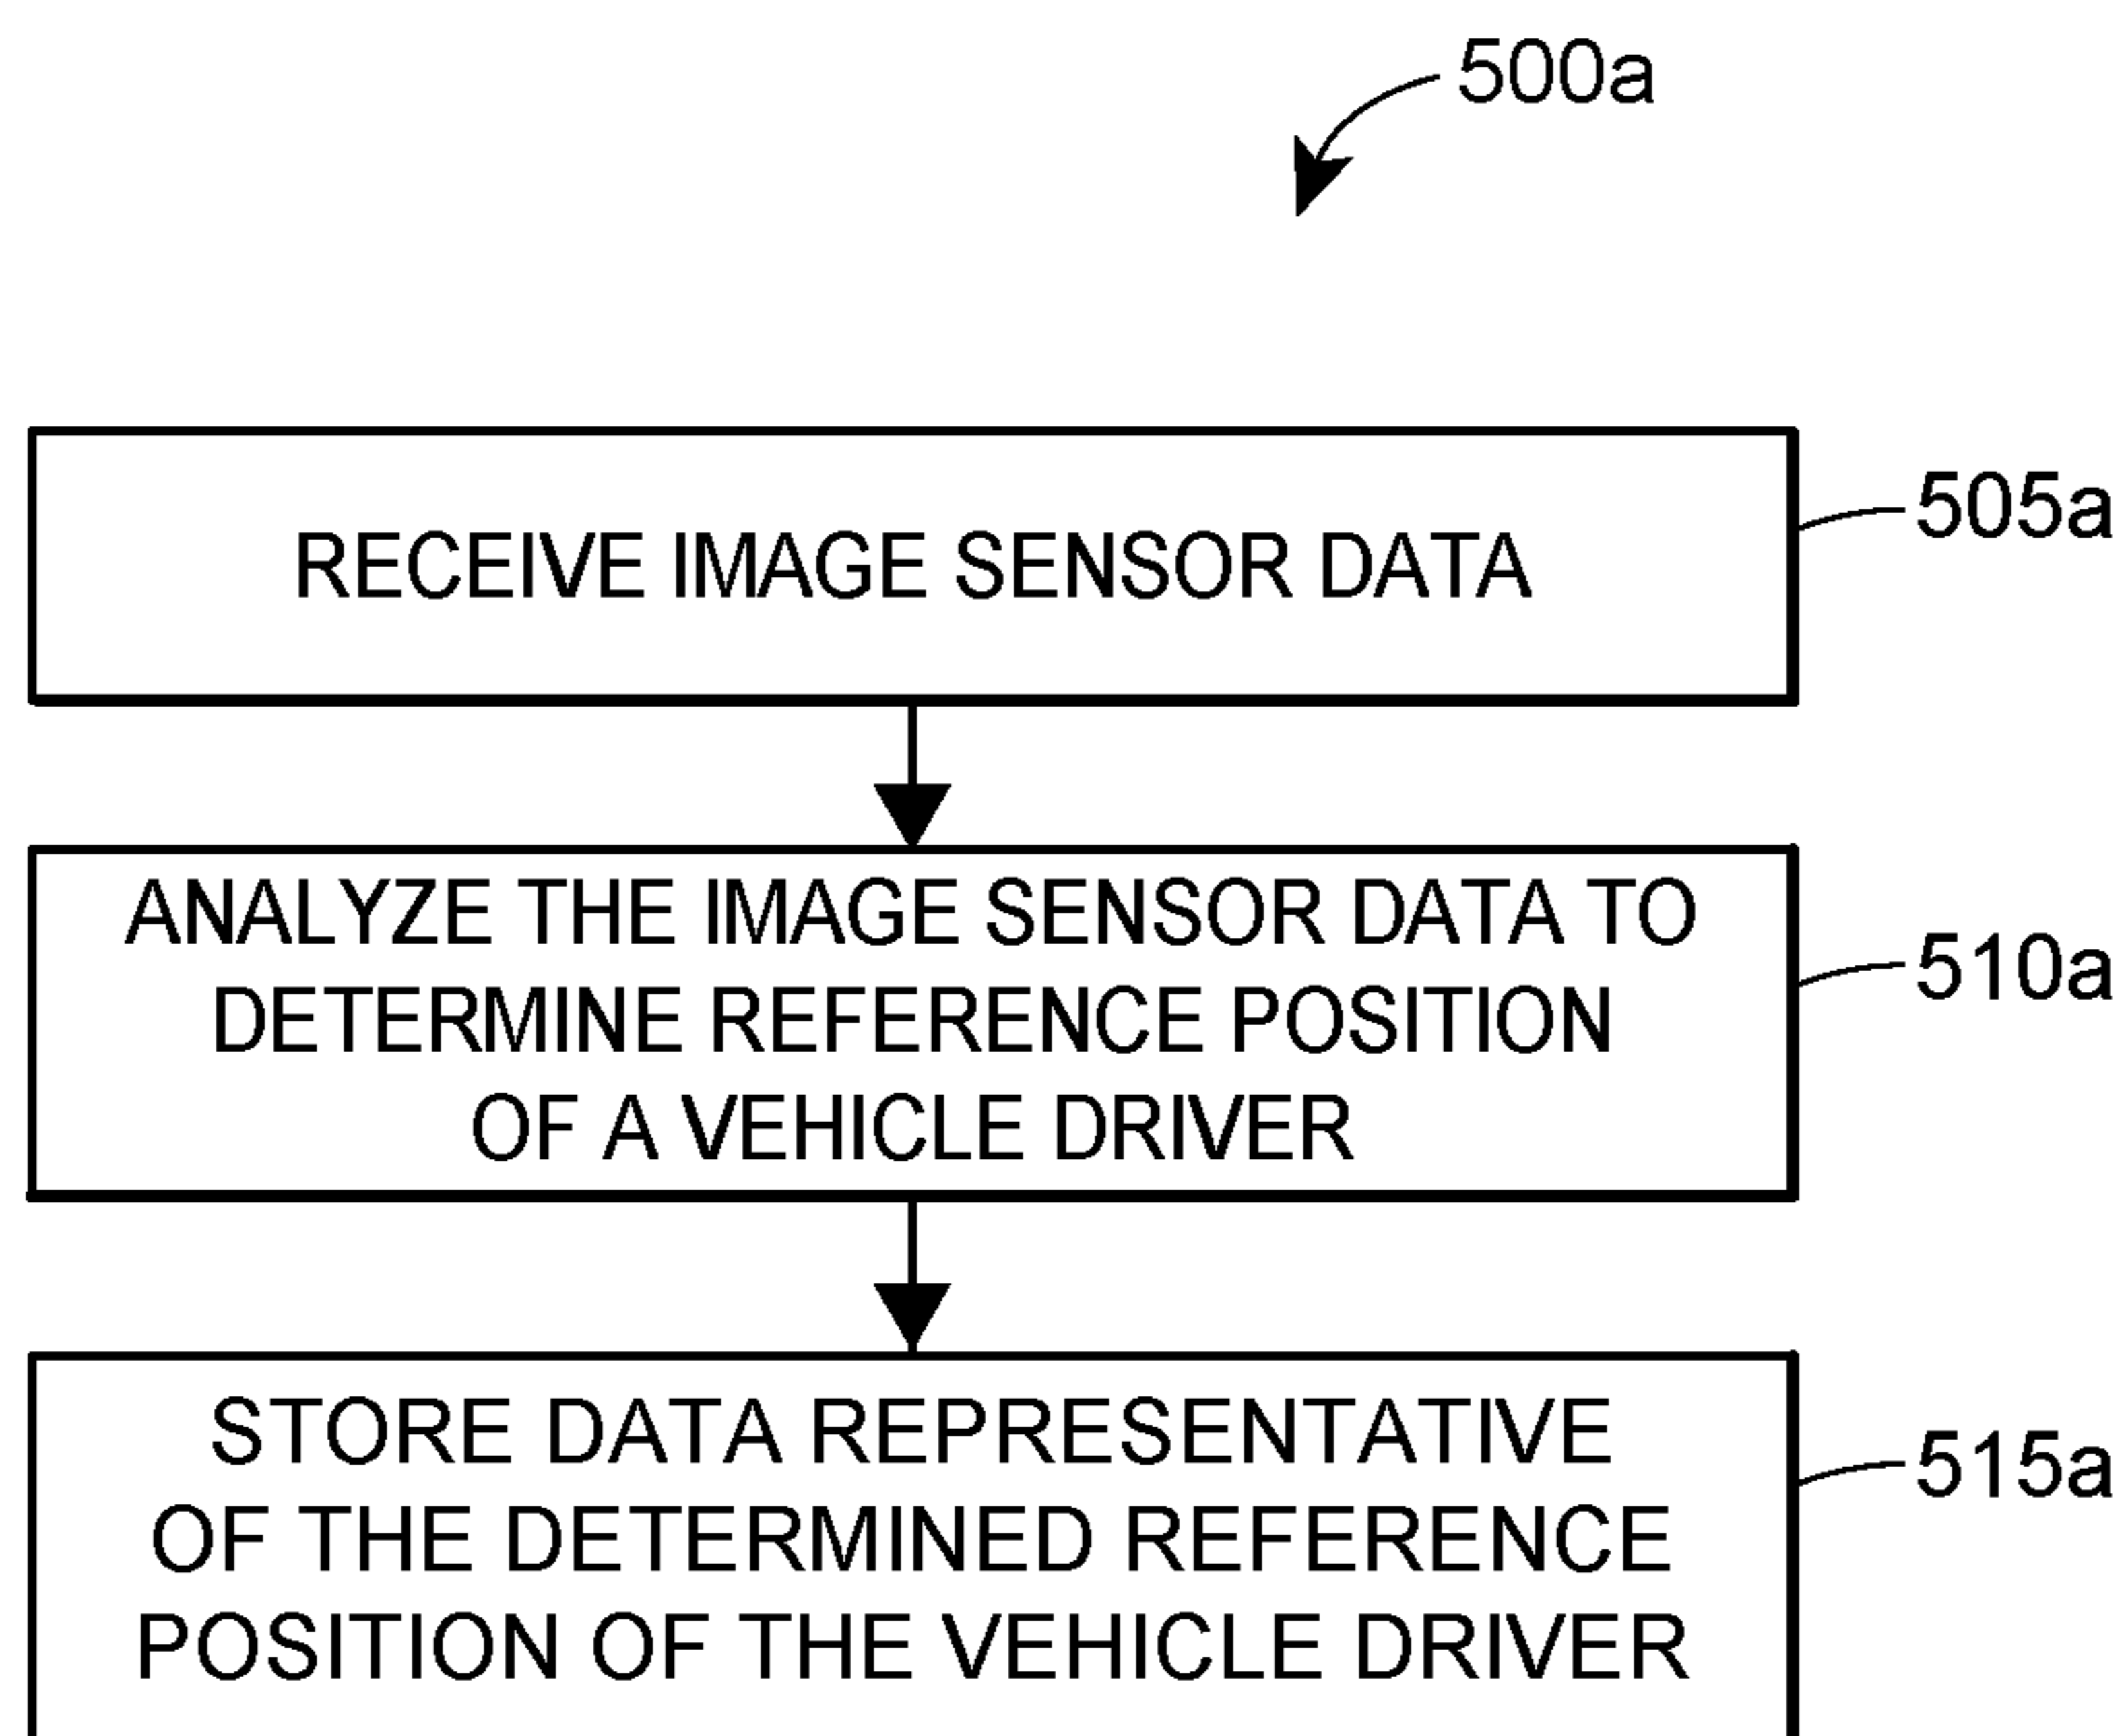 500a
RECEIVE IMAGE SENSOR DATA
505a
ANALYZE THE IMAGE SENSOR DATA TO
DETERMINE REFERENCE POSITION
OF A VEHICLE DRIVER
510a
STORE DATA REPRESENTATIVE
OF THE DETERMINED REFERENCE
POSITION OF THE VEHICLE DRIVER
515a